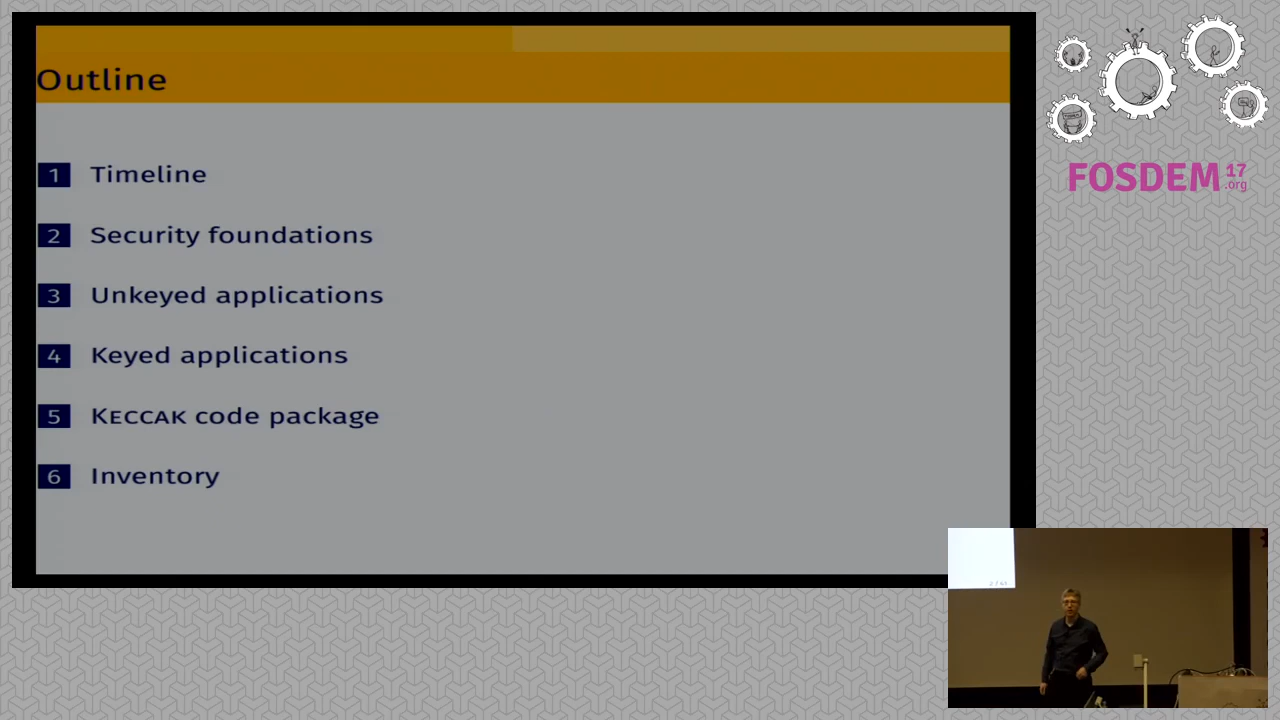 Outline
1 Timeline
2 Security foundations
3 Unkeyed applications
4 Keyed applications
5 KECCAK code package
6 Inventory
FOSDEM 17
.org